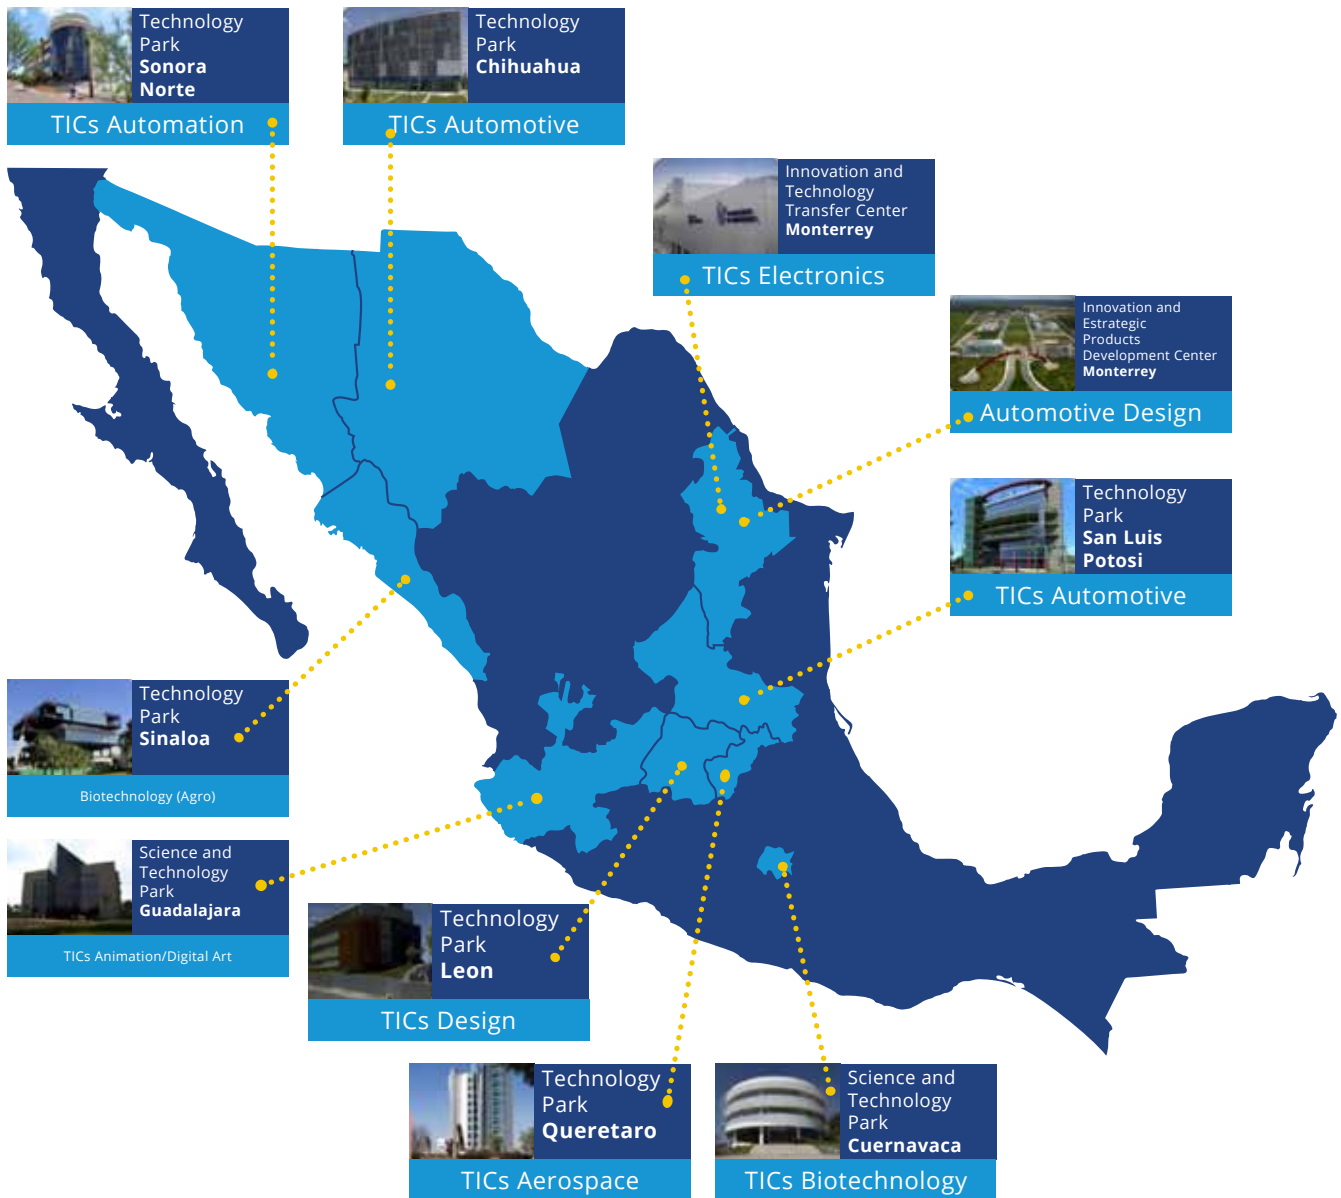 Technology
Park
Sonora
Norte
TICs Automation
Technology
Park
Chihuahua
TICs Automotive
Innovation and
Technology
Transfer Center
Monterrey
TICs Electronics
Innovation and
Estrategic
Products
Development Center
Monterrey
Automotive Design
Technology
Park
San Luis
Potosi
TICs Automotive
Technology
Park
Sinaloa
Biotechnology (Agro)
Science and
Technology
Park
Guadalajara
TICs Animation/Digital Art
Technology
Park
Leon
TICs Design
Technology
Park
Queretaro
TICs Aerospace
Science and
Technology
Park
Cuernavaca
TICs Biotechnology